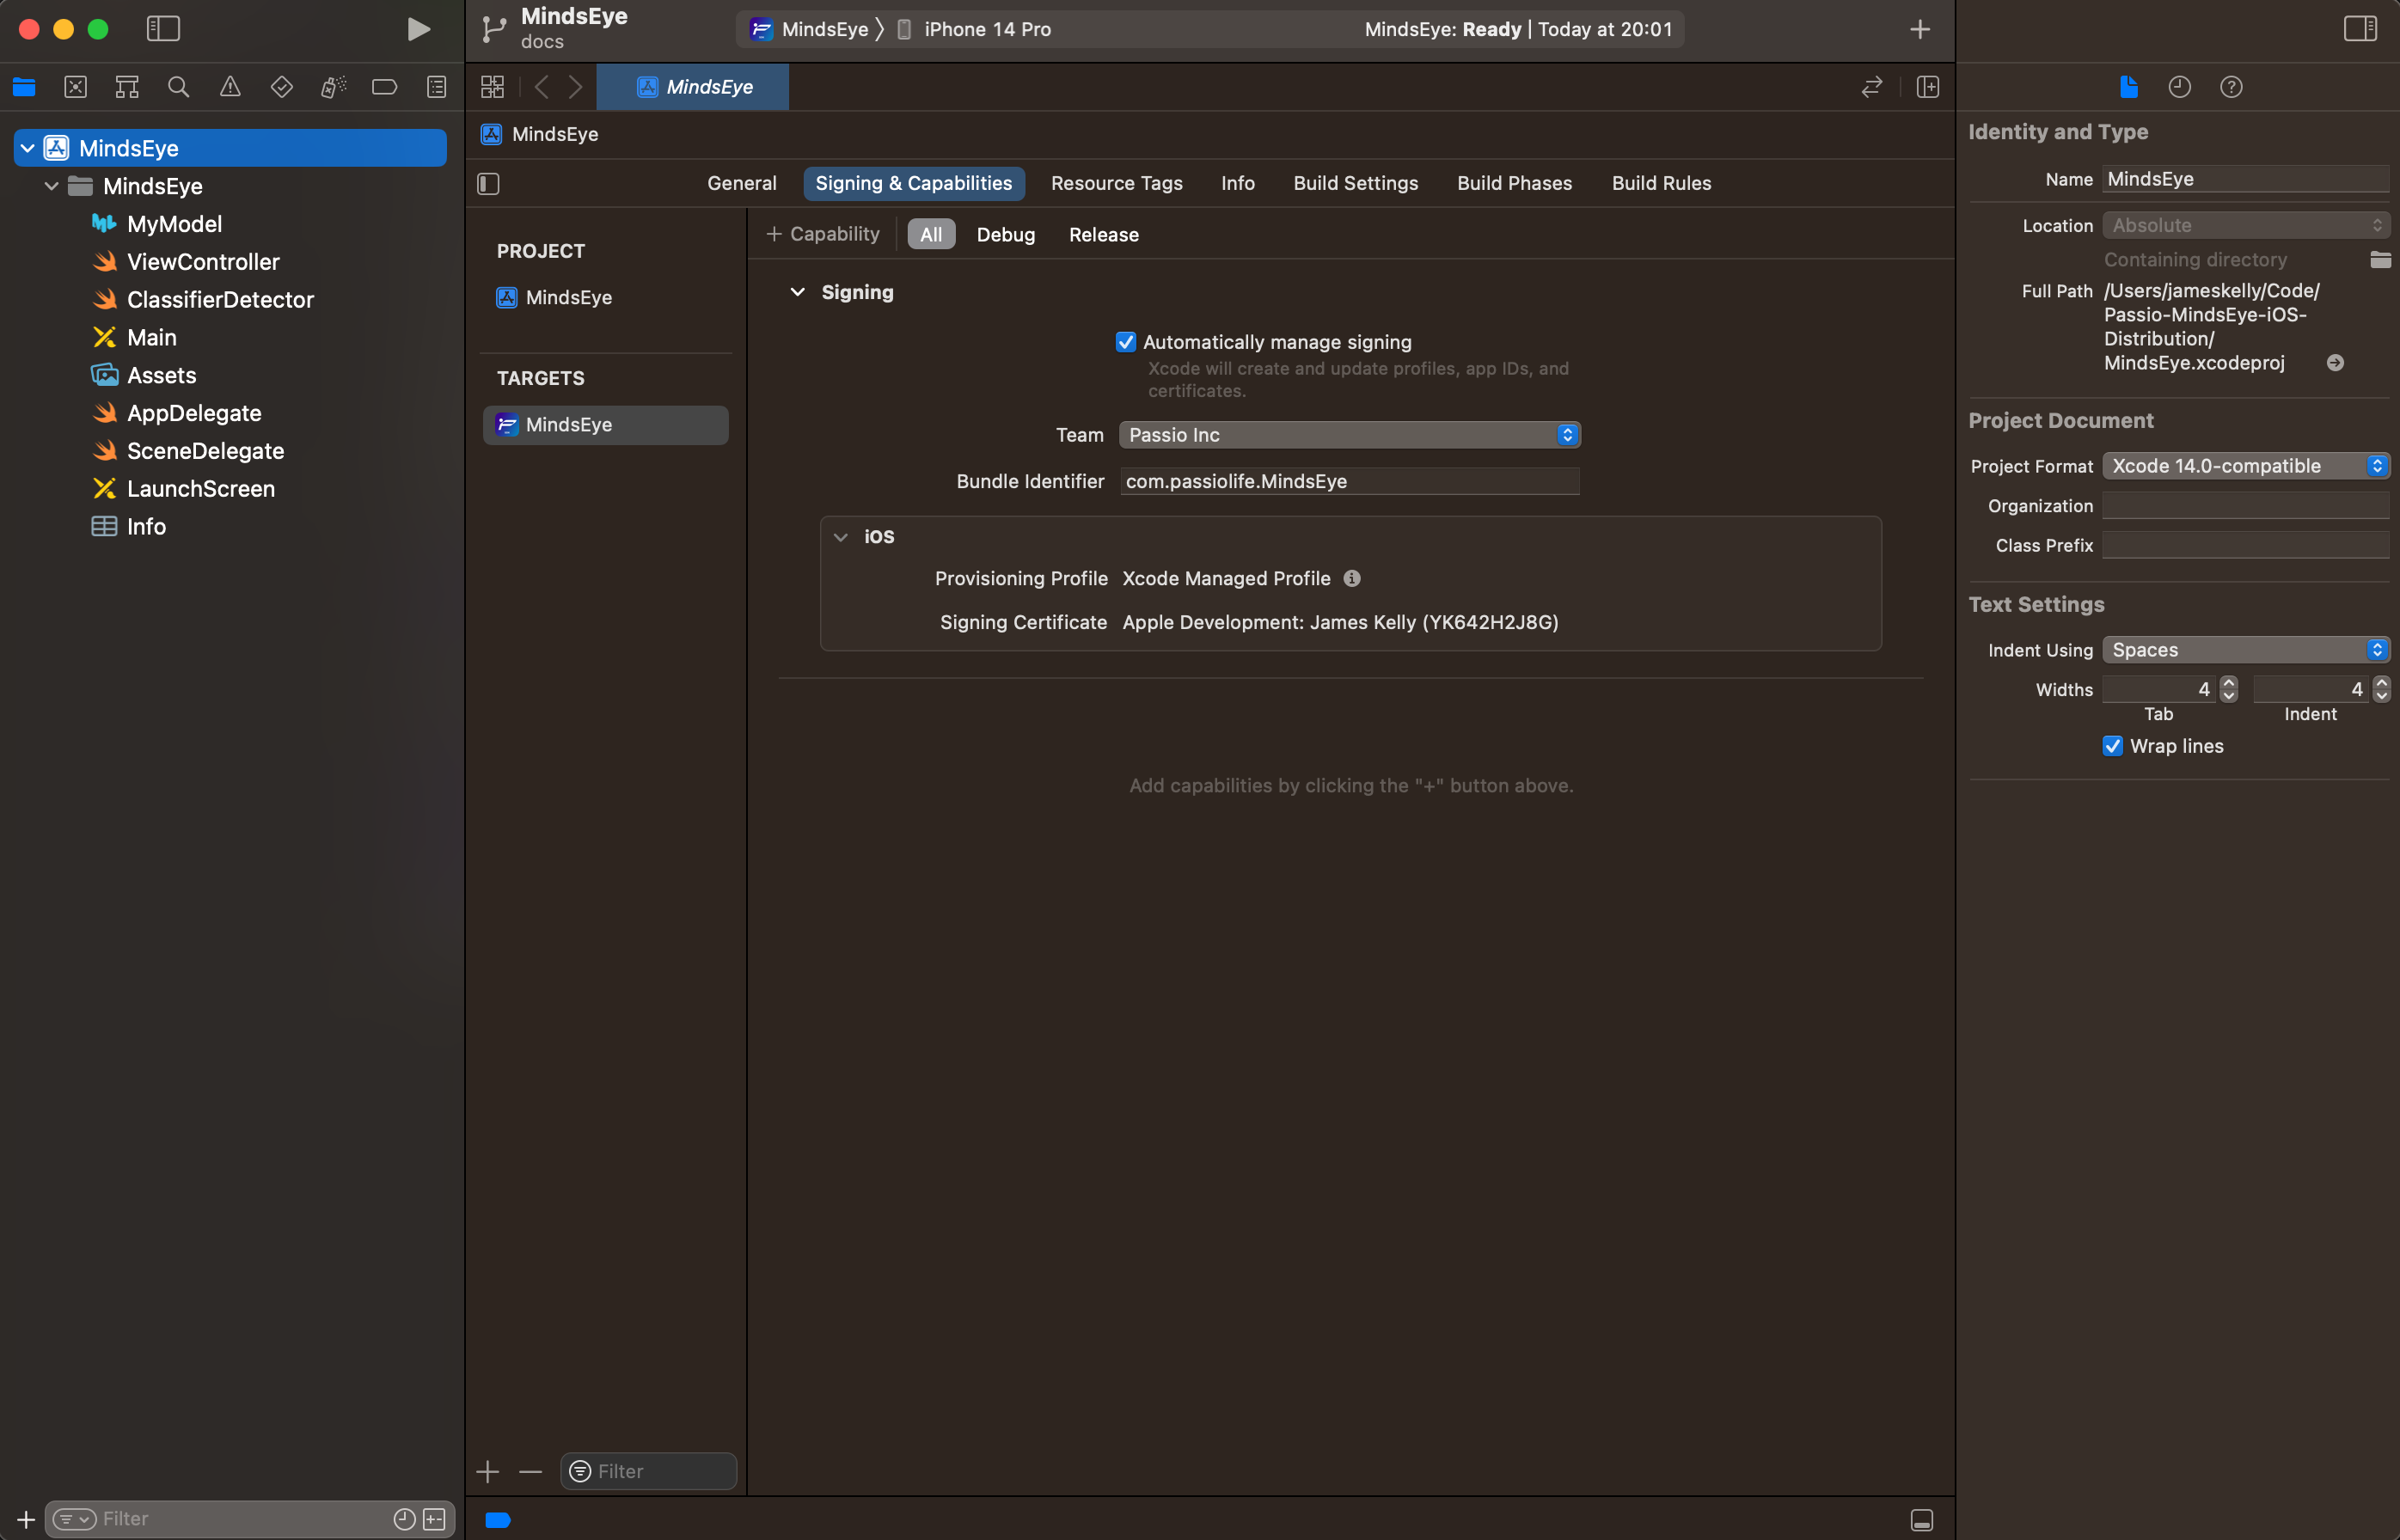 MindsEye
docs
MindsEye
iPhone 14 Pro
MindsEye: Ready | Today at 20:01
MindsEye
MindsEye
MyModel
ViewController
ClassifierDetector
Main
Assets
AppDelegate
SceneDelegate
LaunchScreen
Info
Filter
MindsEye
MindsEye
General
Signing & Capabilities
Resource Tags
Info
Build Settings
Build Phases
Build Rules
PROJECT
MindsEye
TARGETS
MindsEye
Filter
+ Capability
All
Debug
Release
Signing
Automatically manage signing
Xcode will create and update profiles, app IDs, and
certificates.
Team Passio Inc
Bundle Identifier com.passiolife.MindsEye
iOS
Provisioning Profile Xcode Managed Profile
Signing Certificate Apple Development: James Kelly (YK642H2J8G)
Add capabilities by clicking the "+" button above.
Identity and Type
Name MindsEye
Location Absolute
Containing directory
Full Path /Users/jameskelly/Code/
Passio-MindsEye-iOS-
Distribution/
MindsEye.xcodeproj
Project Document
Project Format Xcode 14.0-compatible
Organization
Class Prefix
Text Settings
Indent Using Spaces
Widths 4 4
Tab Indent
Wrap lines